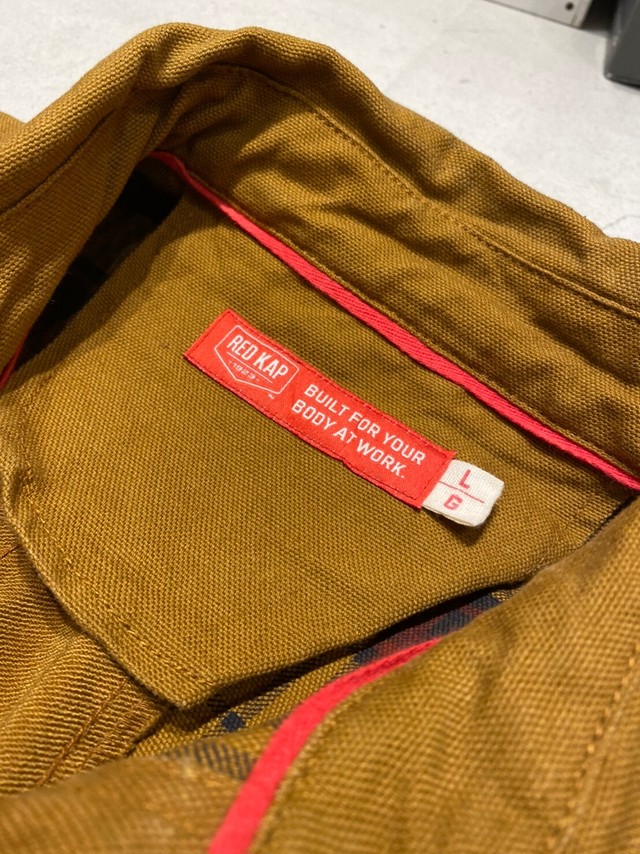 RED KAP
-1923-
BUILT FOR YOUR
BODY AT WORK.
L
G